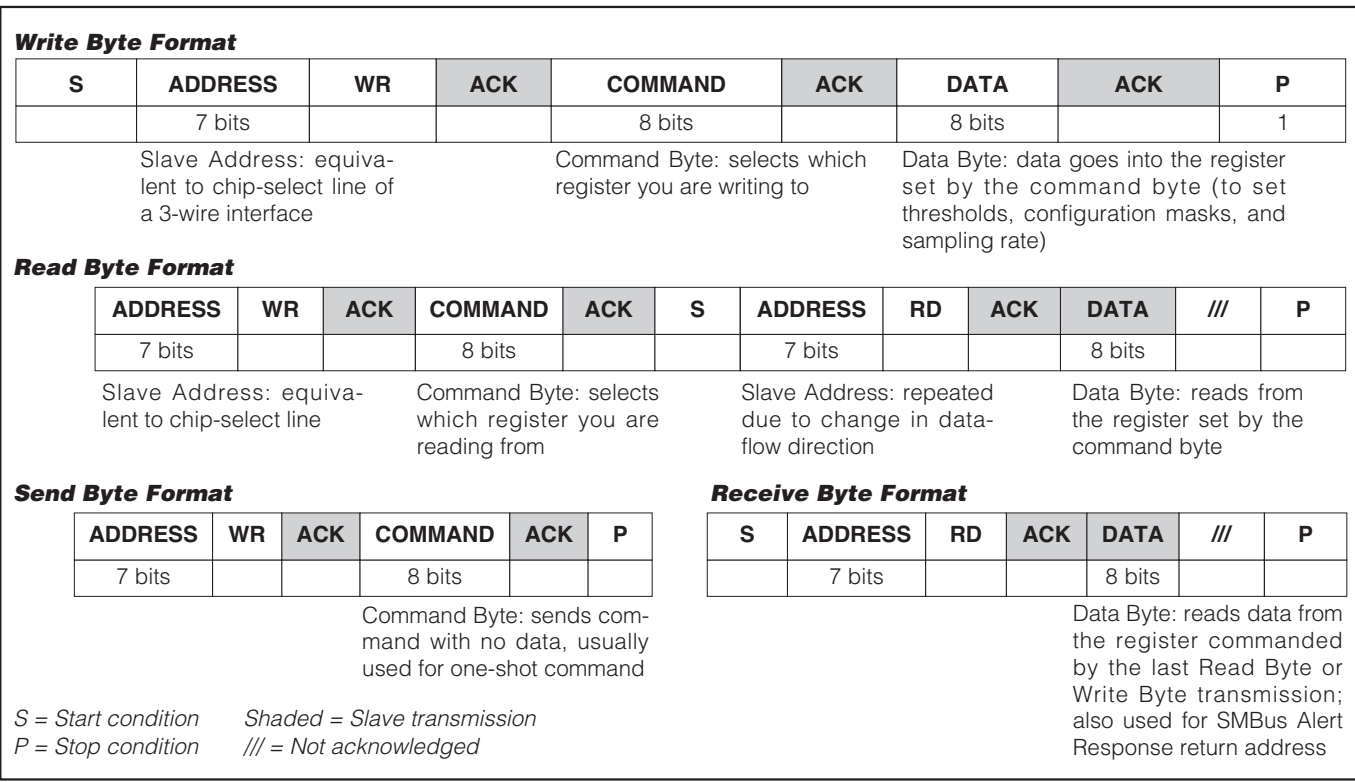 Write Byte Format
S ADDRESS WR ACK COMMAND ACK DATA ACK P
7 bits 8 bits 8 bits 1
Slave Address: equiva-
lent to chip-select line of
a 3-wire interface
Command Byte: selects which
register you are writing to
Data Byte: data goes into the register
set by the command byte (to set
thresholds, configuration masks, and
sampling rate)
Read Byte Format
ADDRESS WR ACK COMMAND ACK S ADDRESS RD ACK DATA /// P
7 bits 8 bits 7 bits 8 bits
Slave Address: equiva-
lent to chip-select line
Command Byte: selects
which register you are
reading from
Slave Address: repeated
due to change in data-
flow direction
Data Byte: reads from
the register set by the
command byte
Send Byte Format
ADDRESS WR ACK COMMAND ACK P
7 bits 8 bits
Command Byte: sends com-
mand with no data, usually
used for one-shot command
Receive Byte Format
S ADDRESS RD ACK DATA /// P
7 bits 8 bits
Data Byte: reads data from
the register commanded
by the last Read Byte or
Write Byte transmission;
also used for SMBus Alert
Response return address
S = Start condition Shaded = Slave transmission
P = Stop condition /// = Not acknowledged